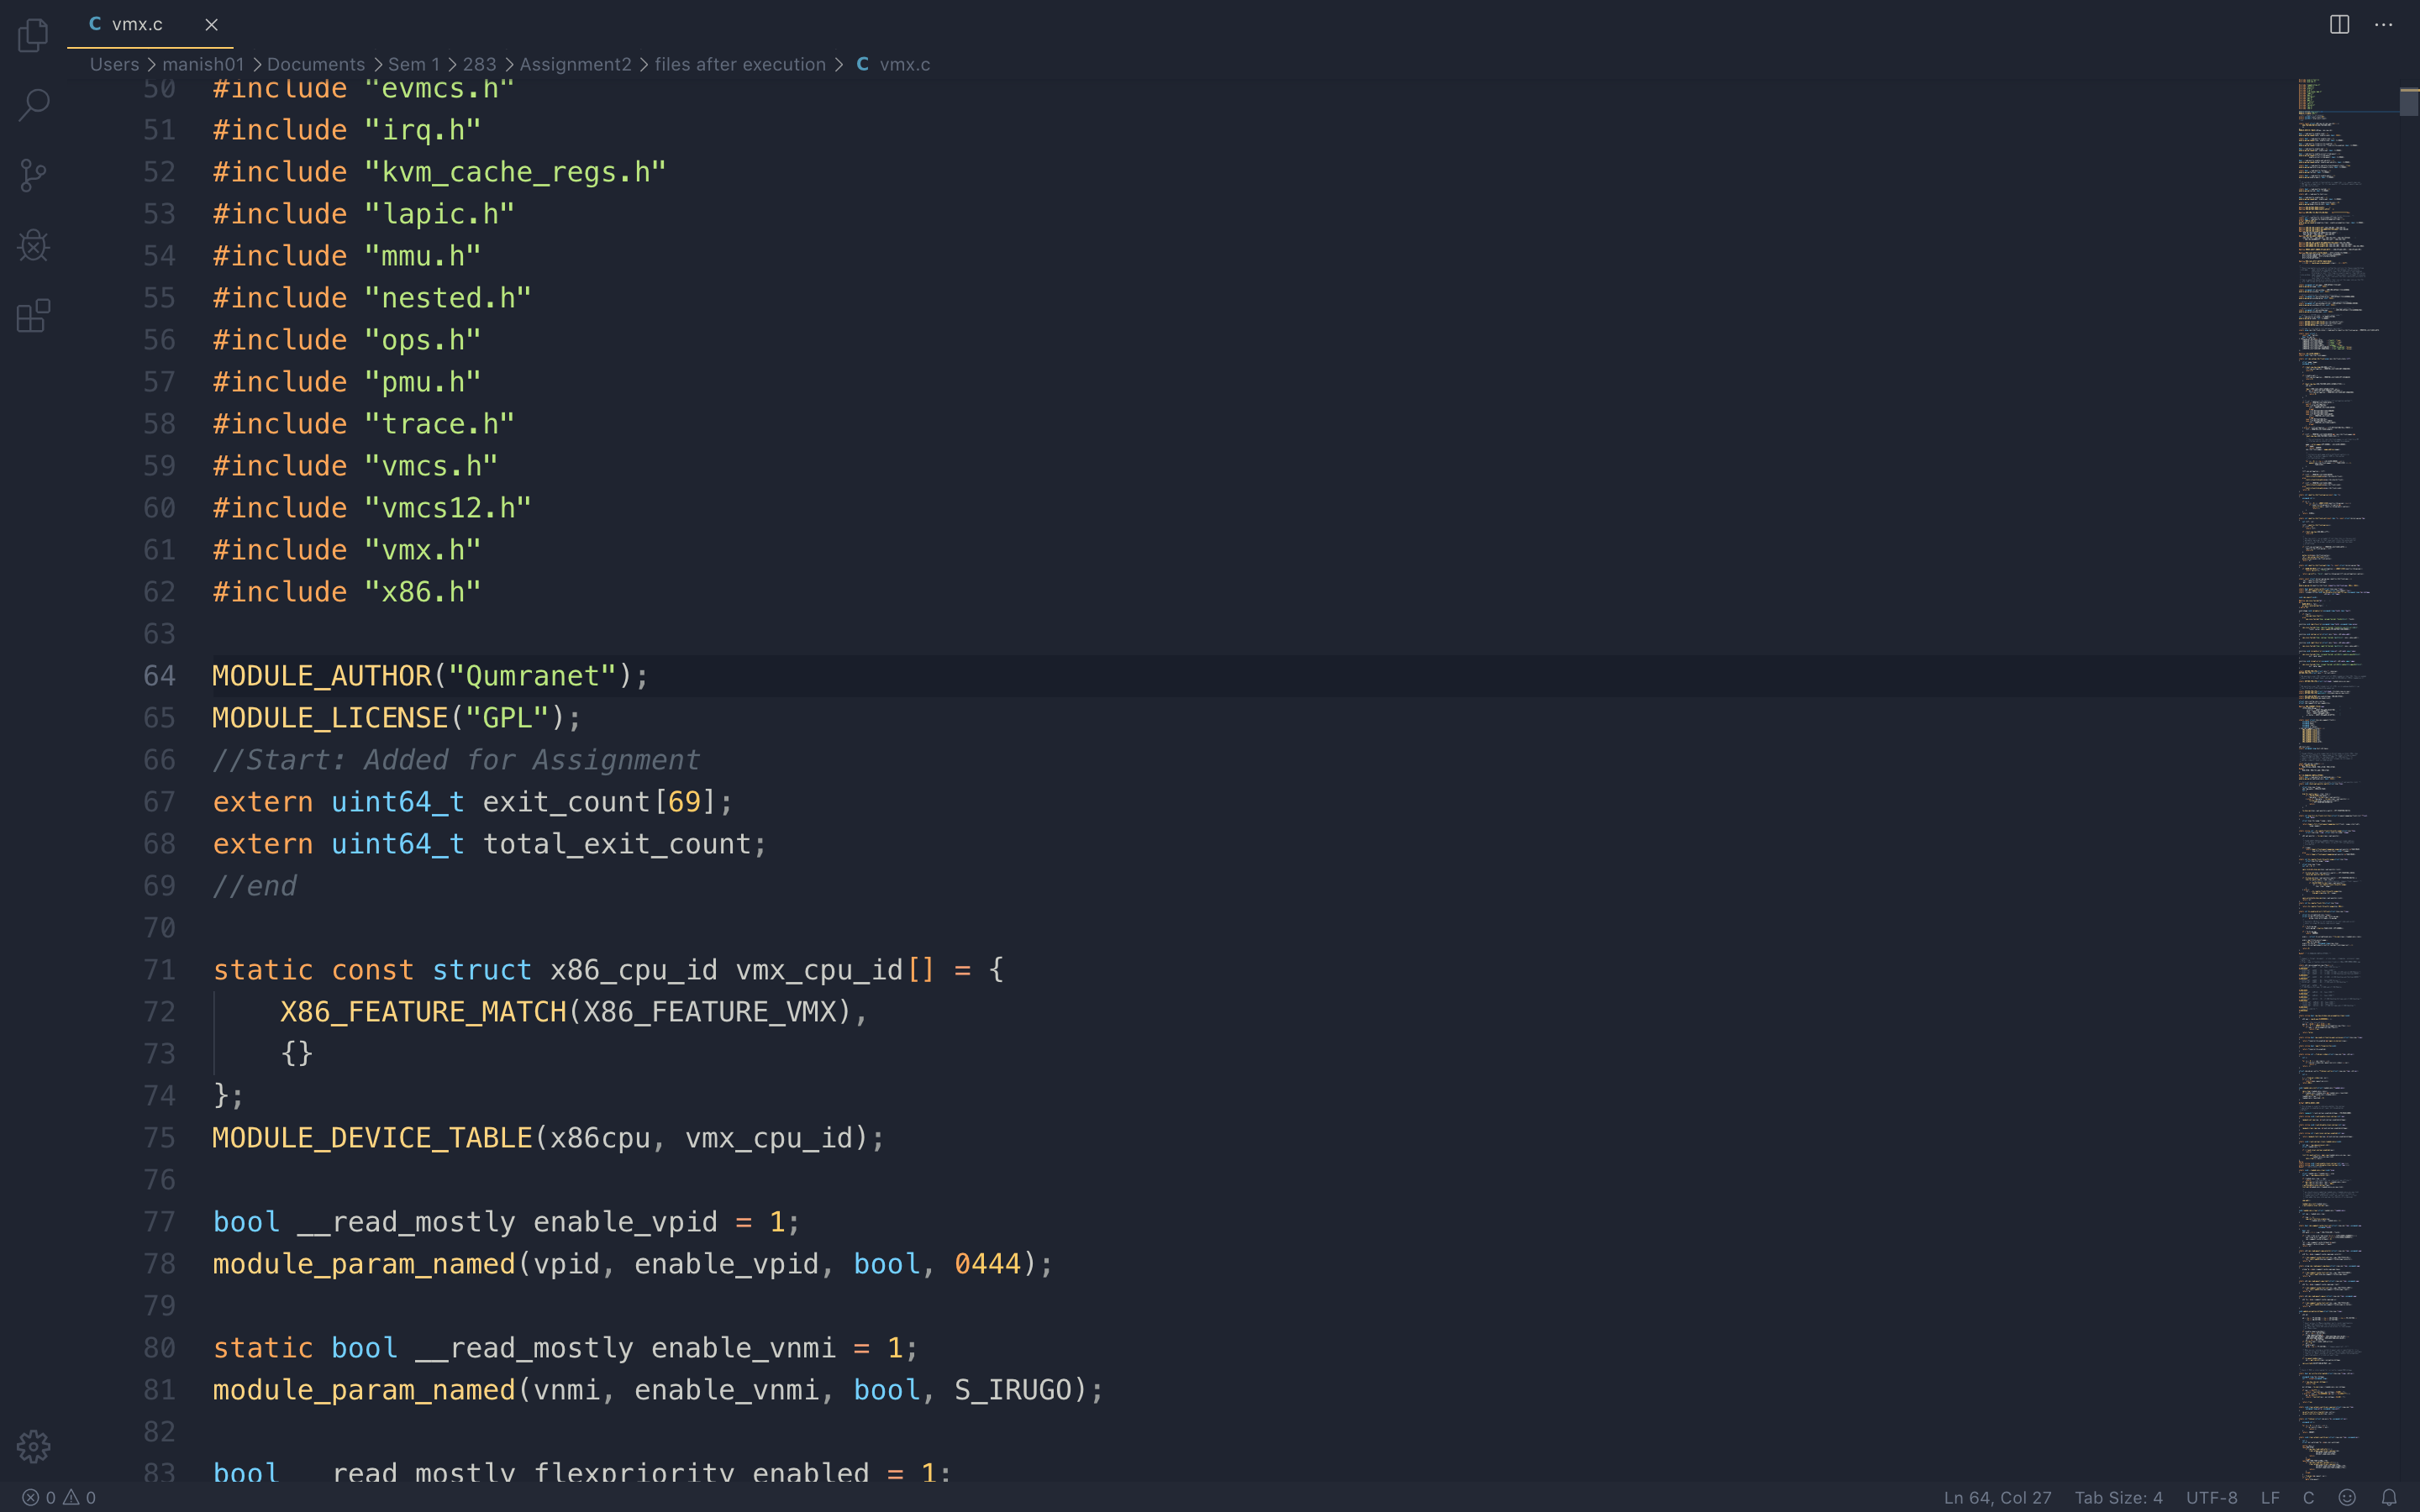 C vmx.c
Users > manish01 > Documents > Sem 1 > 283 > Assignment2 > files after execution > C vmx.c
50 #include "evmcs.h"
51 #include "irq.h"
52 #include "kvm_cache_regs.h"
53 #include "lapic.h"
54 #include "mmu.h"
55 #include "nested.h"
56 #include "ops.h"
57 #include "pmu.h"
58 #include "trace.h"
59 #include "vmcs.h"
60 #include "vmcs12.h"
61 #include "vmx.h"
62 #include "x86.h"
63
64 MODULE_AUTHOR("Qumranet");
65 MODULE_LICENSE("GPL");
66 //Start: Added for Assignment
67 extern uint64_t exit_count[69];
68 extern uint64_t total_exit_count;
69 //end
70
71 static const struct x86_cpu_id vmx_cpu_id[] = {
72 X86_FEATURE_MATCH(X86_FEATURE_VMX),
73 {}
74 };
75 MODULE_DEVICE_TABLE(x86cpu, vmx_cpu_id);
76
77 bool __read_mostly enable_vpid = 1;
78 module_param_named(vpid, enable_vpid, bool, 0444);
79
80 static bool __read_mostly enable_vnmi = 1;
81 module_param_named(vnmi, enable_vnmi, bool, S_IRUGO);
82
83 bool __read_mostly flexpriority_enabled = 1;
0 0 Ln 64, Col 27 Tab Size: 4 UTF-8 LF C